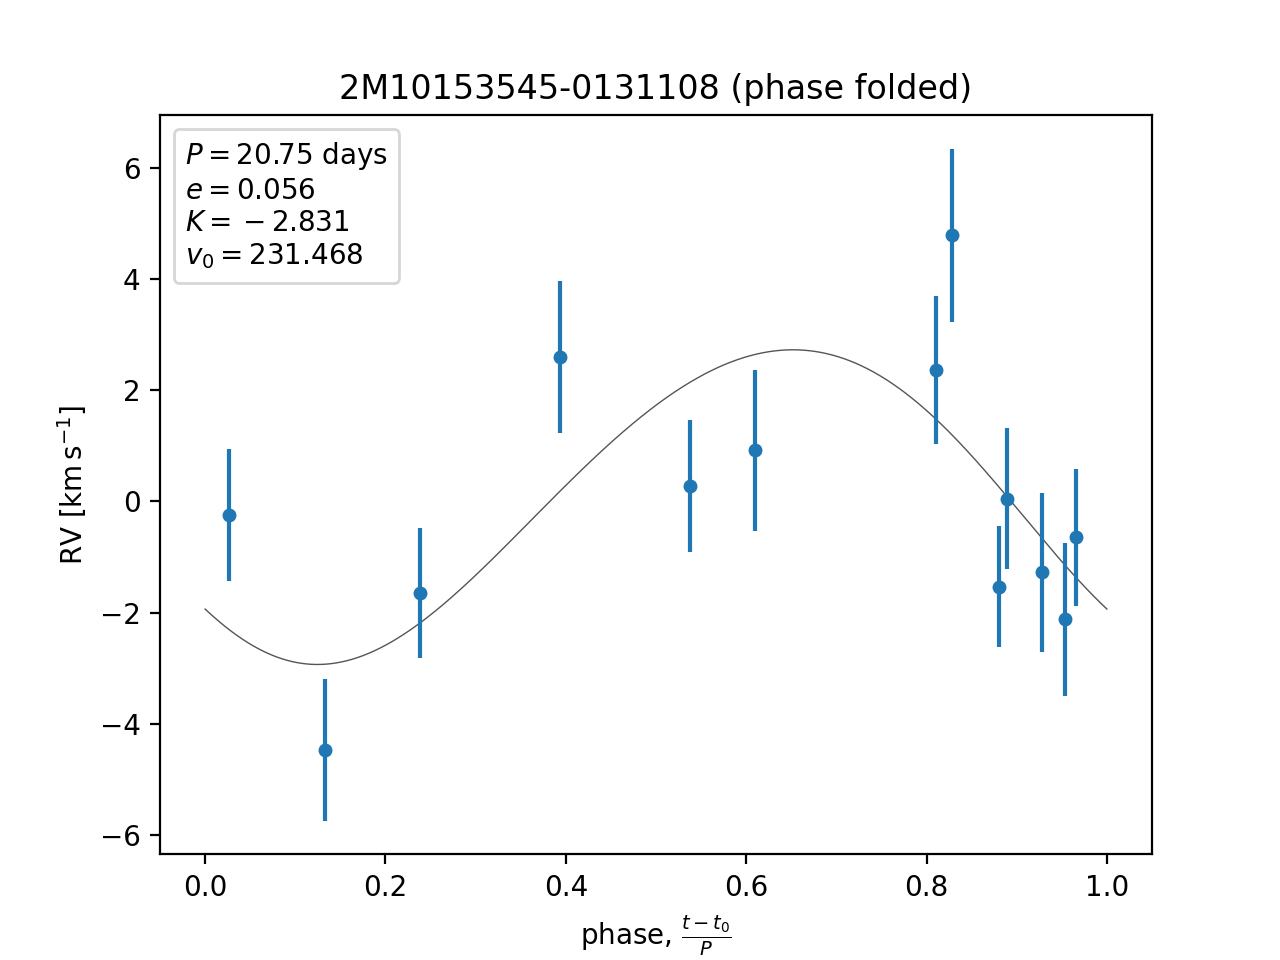 2M10153545-0131108 (phase folded)
P = 20.75 days
e = 0.056
K = −2.831
v₀ = 231.468
6
4
2
0
−2
−4
−6
RV [km s⁻¹]
0.0 0.2 0.4 0.6 0.8 1.0
phase, (t − t₀)/P